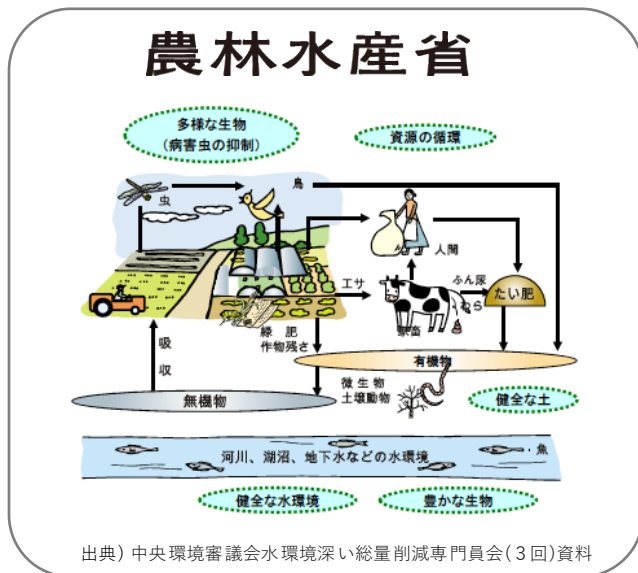 農林水産省
多様な生物
(病害虫の抑制)
資源の循環
虫
鳥
人間
エサ
ふん尿
わら
たい肥
家畜
緑 肥
作物残さ
吸
収
有機物
微 生 物
土壌動物
無機物
健全な土
河川、湖沼、地下水などの水環境
魚
健全な水環境
豊かな生物
出典) 中央環境審議会水環境深い総量削減専門員会(3回)資料